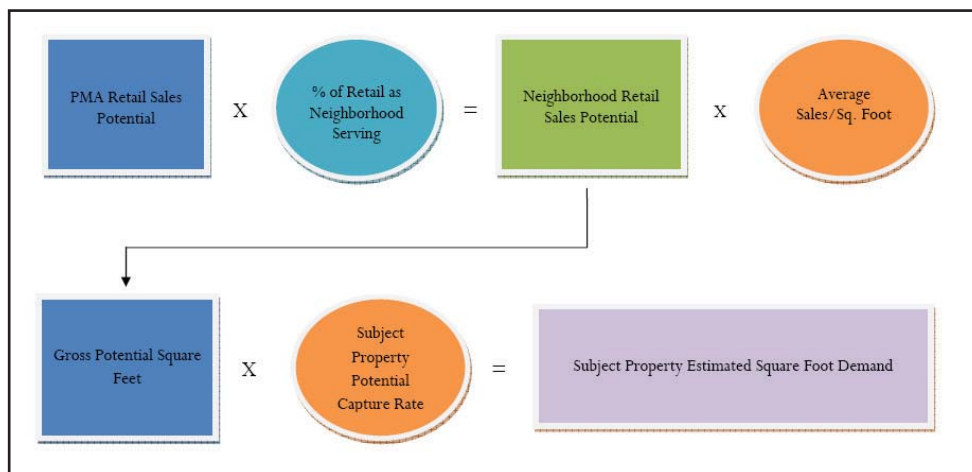 PMA Retail Sales
Potential
X
% of Retail as
Neighborhood
Serving
=
Neighborhood Retail
Sales Potential
x
Average
Sales/Sq. Foot
Gross Potential Square
Feet
X
Subject
Property
Potential
Capture Rate
=
Subject Property Estimated Square Foot Demand